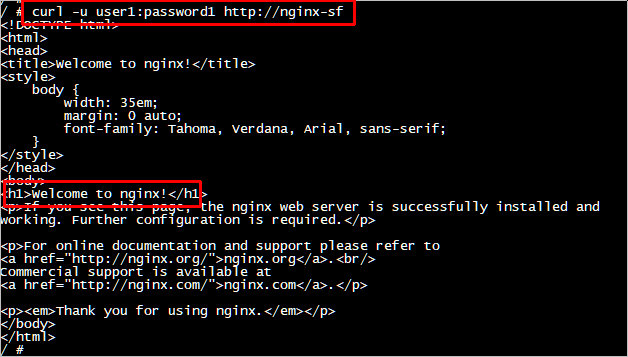 / # curl -u user1:password1 http://nginx-sf
<!DOCTYPE html>
<html>
<head>
<title>Welcome to nginx!</title>
<style>
    body {
        width: 35em;
        margin: 0 auto;
        font-family: Tahoma, Verdana, Arial, sans-serif;
    }
</style>
</head>
<body>
<h1>Welcome to nginx!</h1>
<p>If you see this page, the nginx web server is successfully installed and
working. Further configuration is required.</p>

<p>For online documentation and support please refer to
<a href="http://nginx.org/">nginx.org</a>.<br/>
Commercial support is available at
<a href="http://nginx.com/">nginx.com</a>.</p>

<p><em>Thank you for using nginx.</em></p>
</body>
</html>
/ #